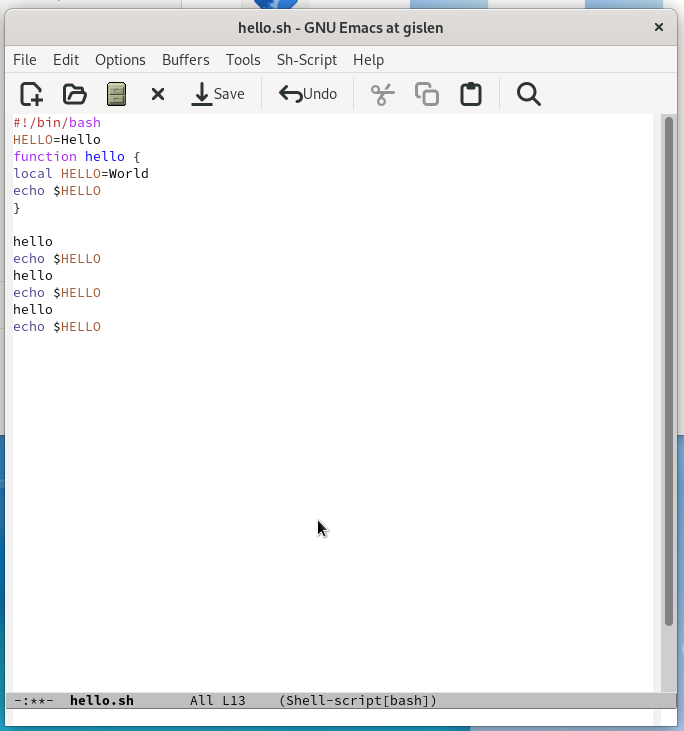 hello.sh - GNU Emacs at gislen
File Edit Options Buffers Tools Sh-Script Help
Save Undo
#!/bin/bash
HELLO=Hello
function hello {
local HELLO=World
echo $HELLO
}
hello
echo $HELLO
hello
echo $HELLO
hello
echo $HELLO
-:**-  hello.sh       All L13    (Shell-script[bash])